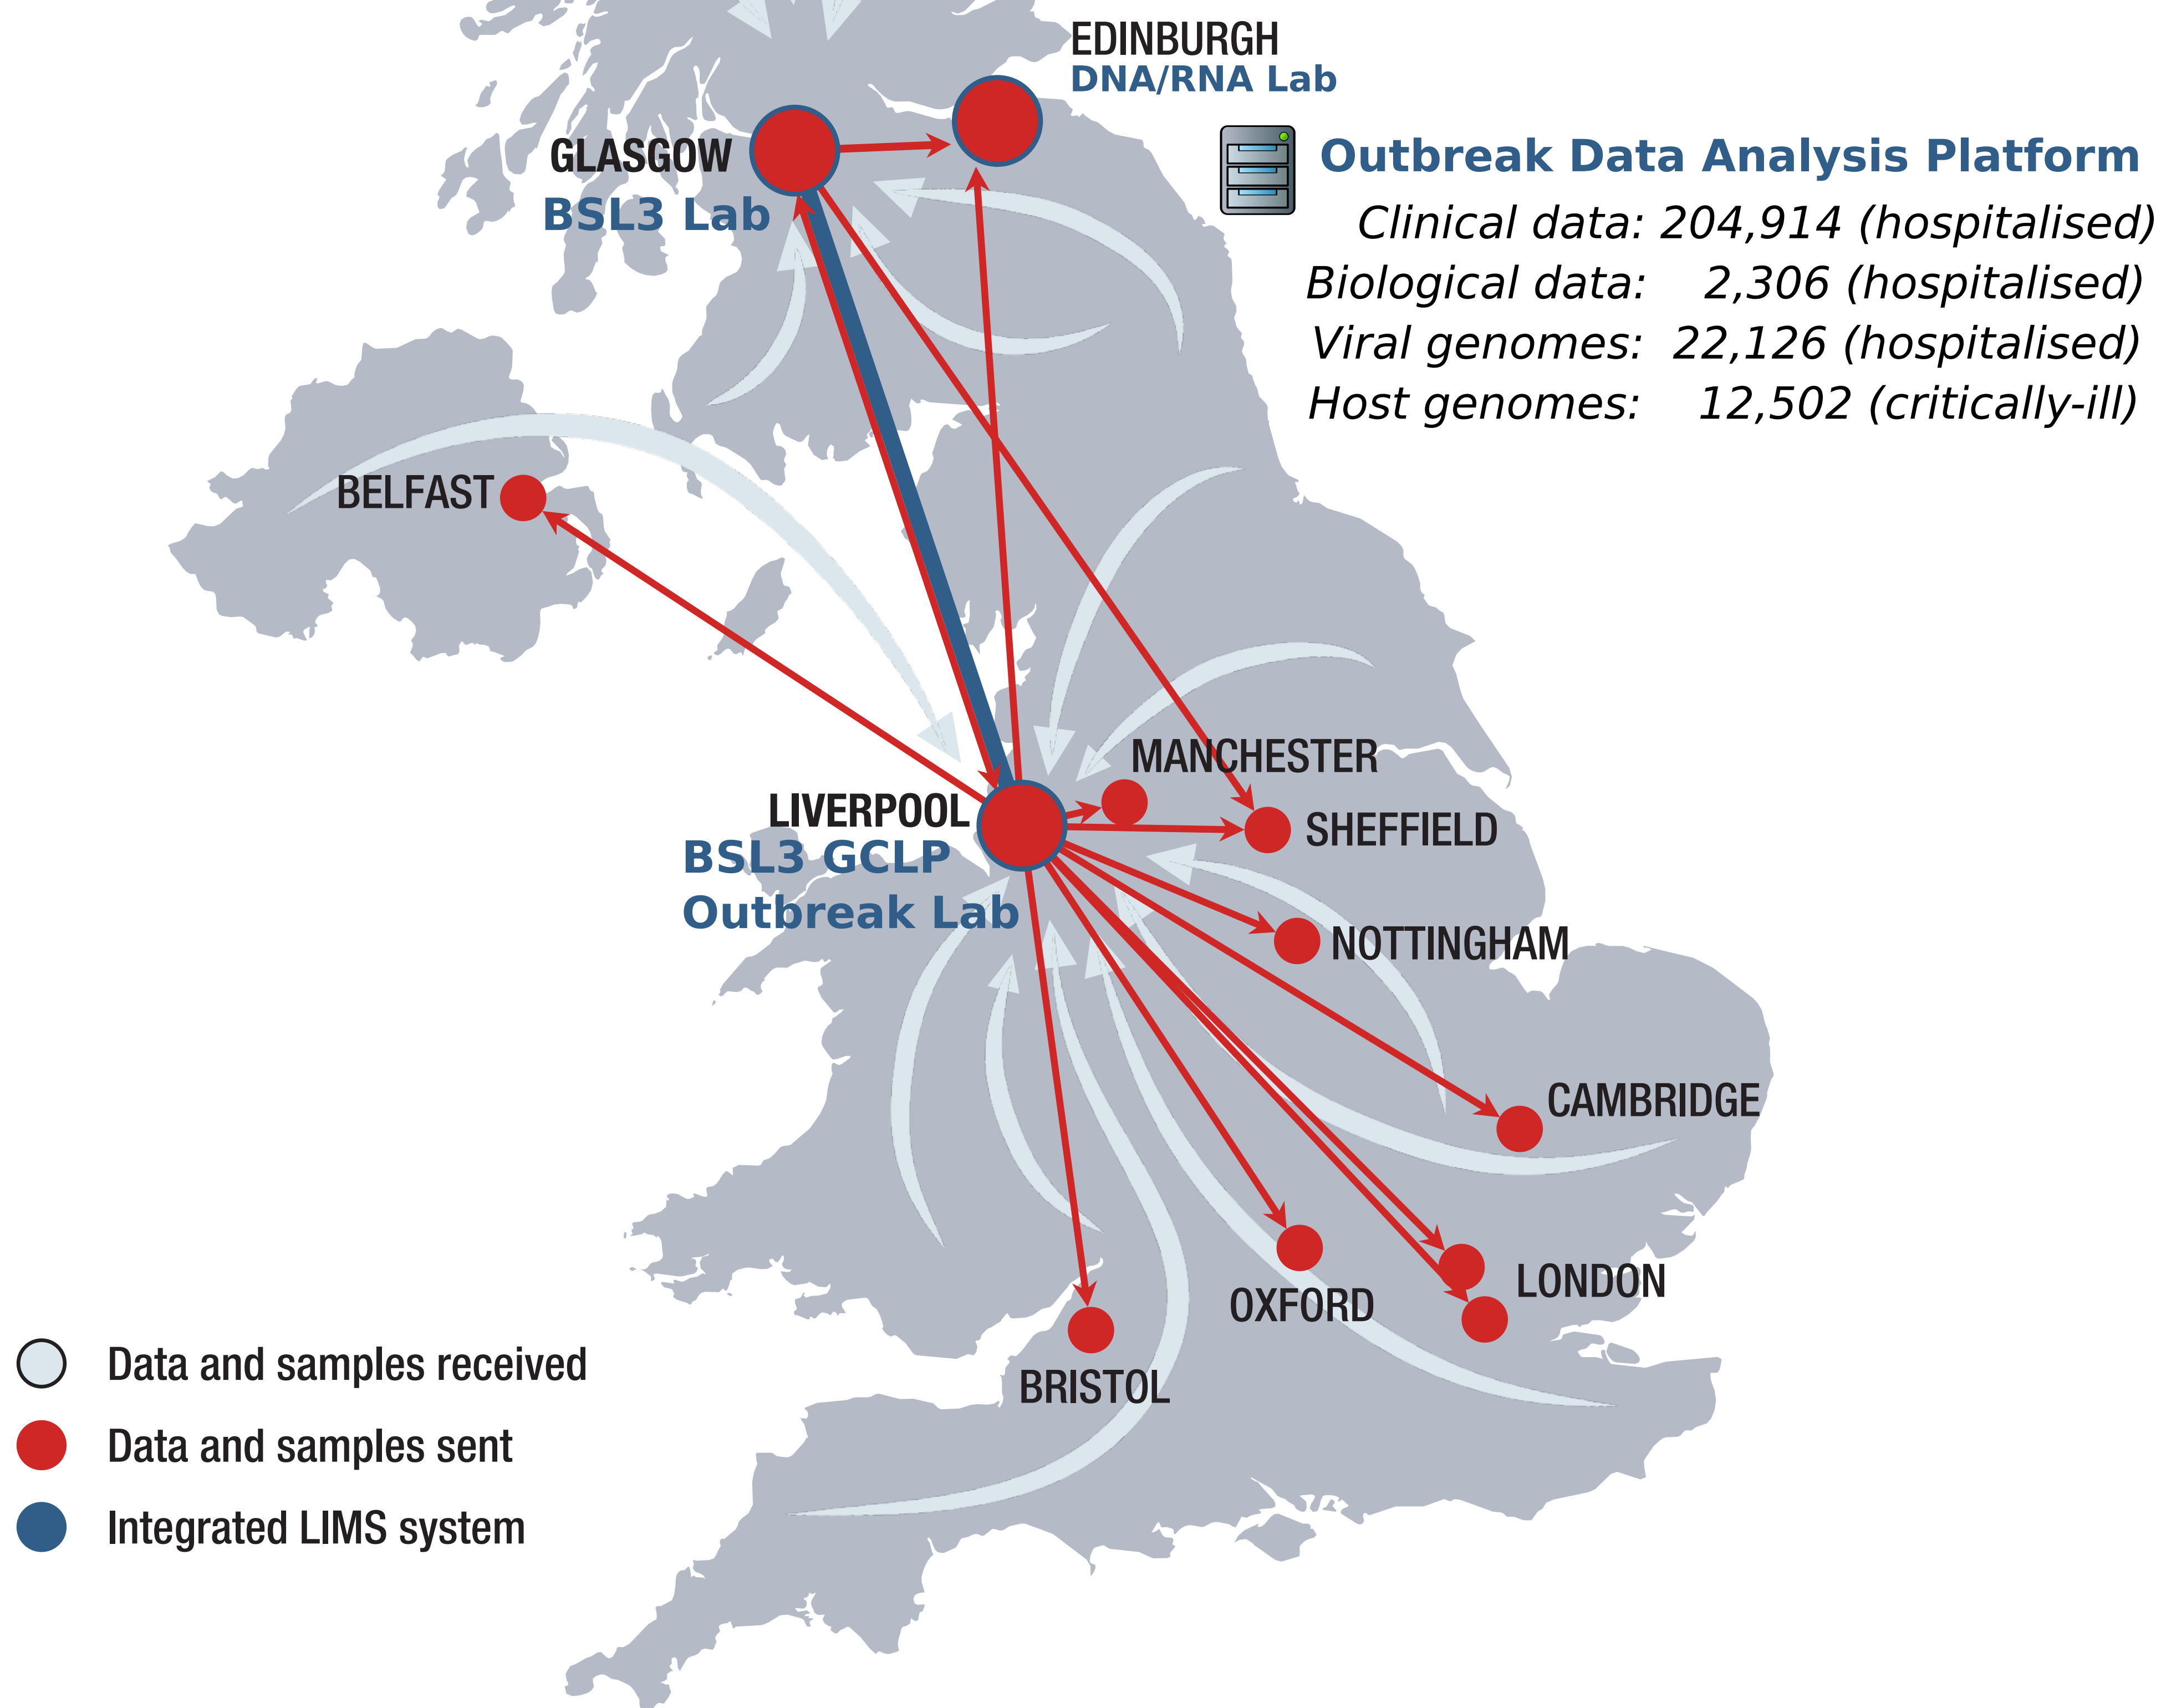 EDINBURGH
DNA/RNA Lab
GLASGOW
BSL3 Lab
Outbreak Data Analysis Platform
Clinical data: 204,914 (hospitalised)
Biological data: 2,306 (hospitalised)
Viral genomes: 22,126 (hospitalised)
Host genomes: 12,502 (critically-ill)
BELFAST
MANCHESTER
LIVERPOOL
BSL3 GCLP
Outbreak Lab
SHEFFIELD
NOTTINGHAM
CAMBRIDGE
LONDON
OXFORD
BRISTOL
Data and samples received
Data and samples sent
Integrated LIMS system